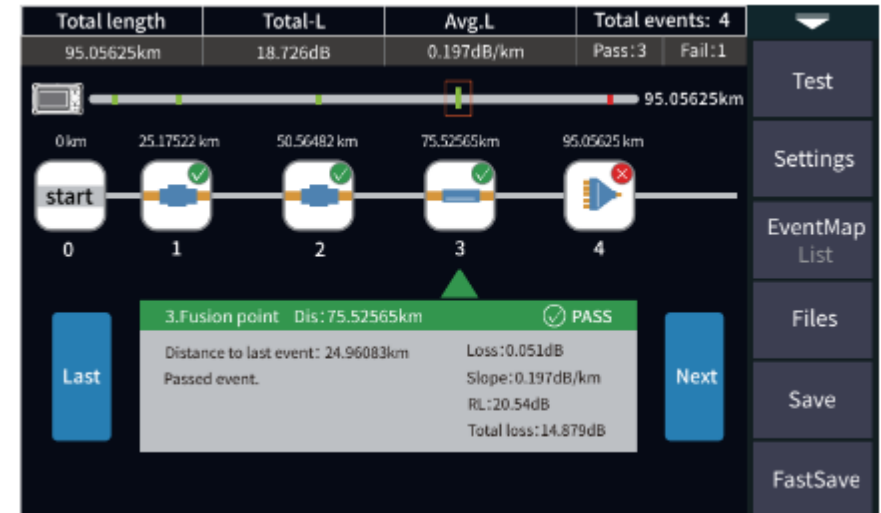 Total length Total-L Avg.L Total events: 4
95.05625km 18.726dB 0.197dB/km Pass:3 Fail:1
95.05625km
0km 25.17522 km 50.56482 km 75.52565km 95.05625 km
start
0 1 2 3 4
3.Fusion point Dis:75.52565km PASS
Distance to last event: 24.96083km
Passed event.
Loss:0.051dB
Slope:0.197dB/km
RL:20.54dB
Total loss:14.879dB
Last
Next
Test
Settings
EventMap
List
Files
Save
FastSave